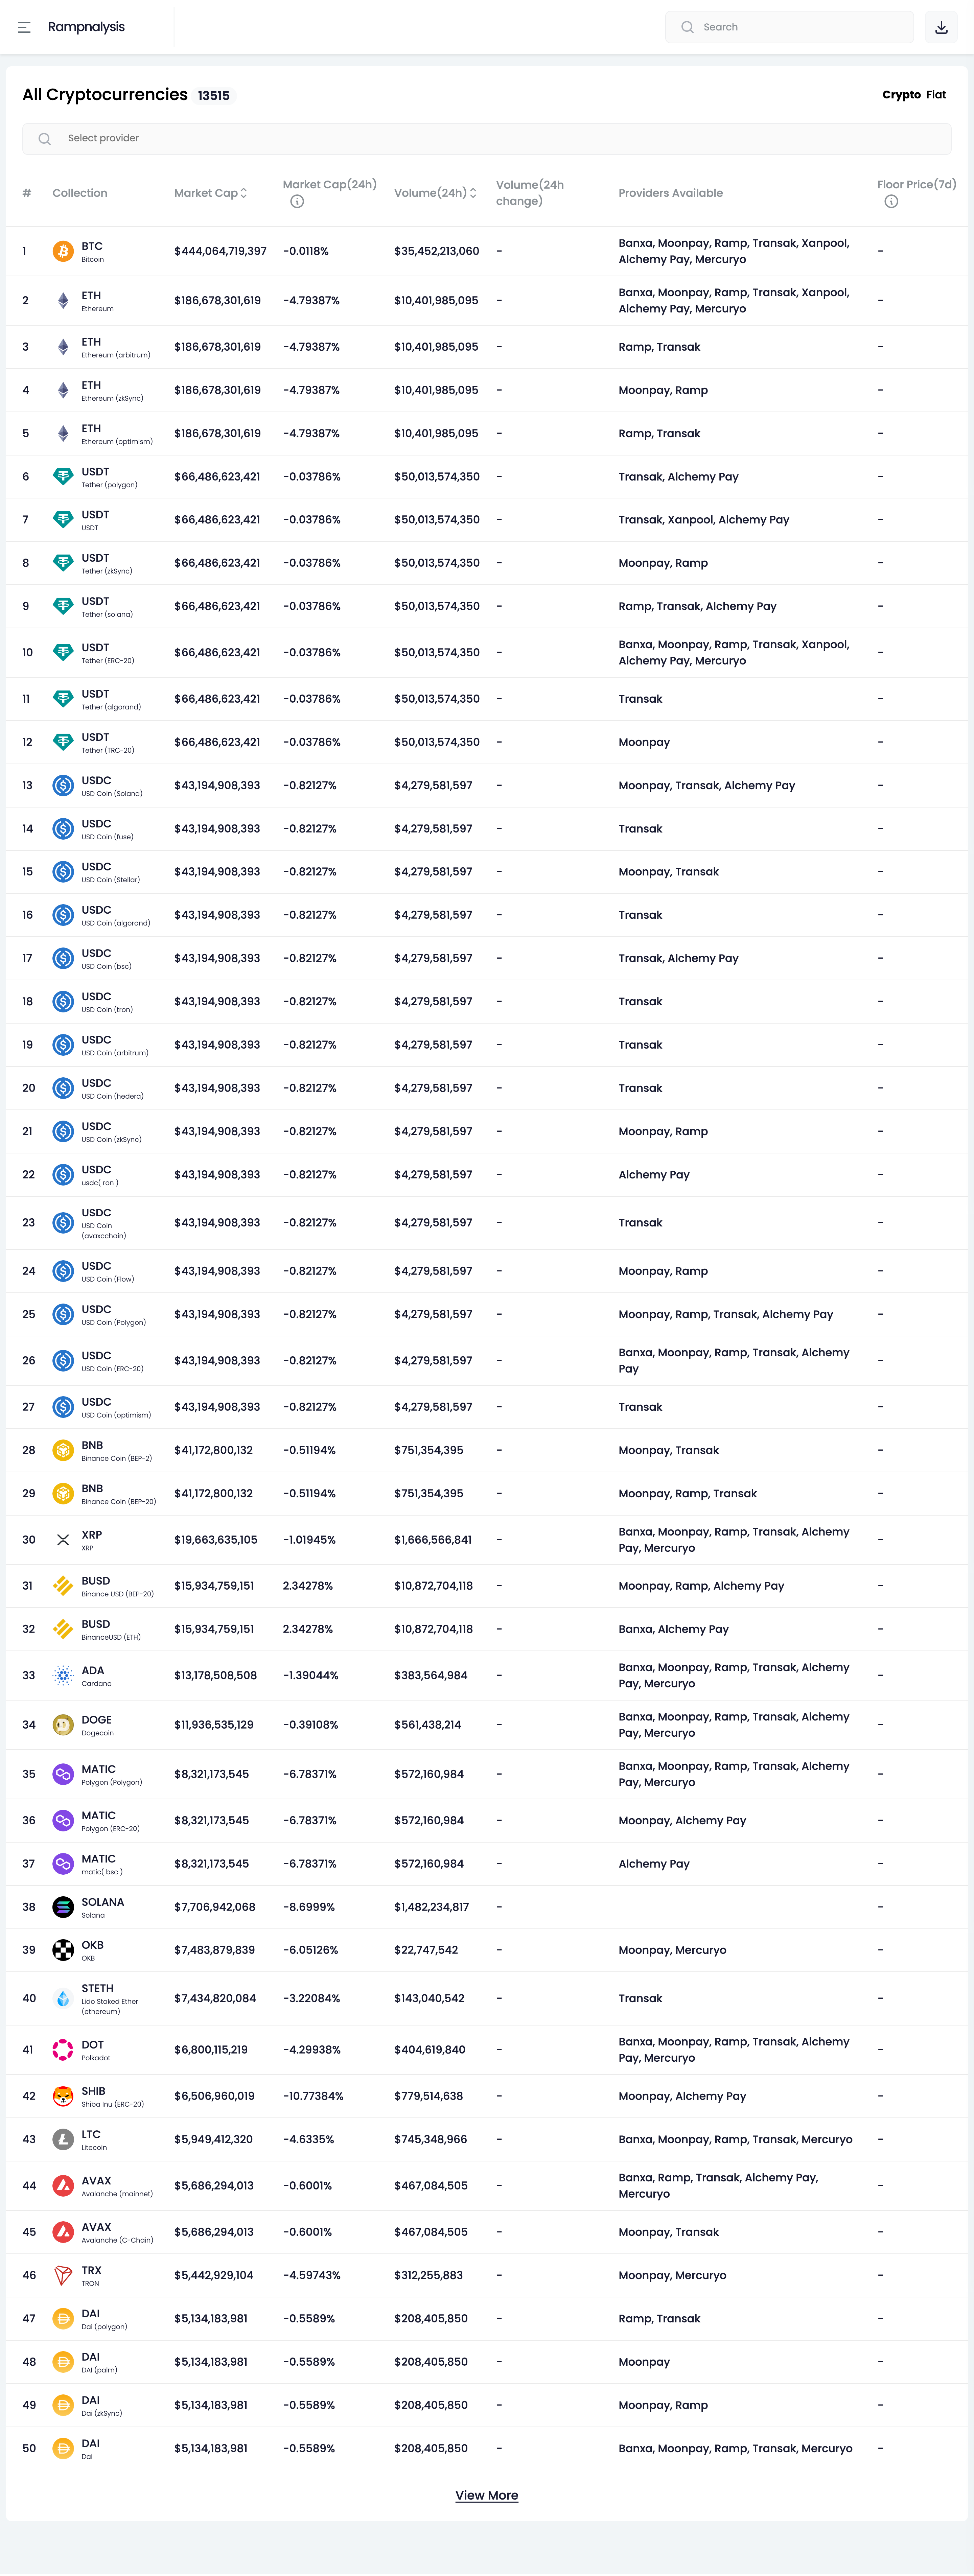 Rampnalysis
Search
All Cryptocurrencies 13515
Crypto Fiat
Select provider
# Collection Market Cap Market Cap(24h) Volume(24h) Volume(24h change) Providers Available Floor Price(7d)
1 BTC Bitcoin $444,064,719,397 -0.0118% $35,452,213,060 - Banxa, Moonpay, Ramp, Transak, Xanpool, Alchemy Pay, Mercuryo -
2 ETH Ethereum $186,678,301,619 -4.79387% $10,401,985,095 - Banxa, Moonpay, Ramp, Transak, Xanpool, Alchemy Pay, Mercuryo -
3 ETH Ethereum (arbitrum) $186,678,301,619 -4.79387% $10,401,985,095 - Ramp, Transak -
4 ETH Ethereum (zkSync) $186,678,301,619 -4.79387% $10,401,985,095 - Moonpay, Ramp -
5 ETH Ethereum (optimism) $186,678,301,619 -4.79387% $10,401,985,095 - Ramp, Transak -
6 USDT Tether (polygon) $66,486,623,421 -0.03786% $50,013,574,350 - Transak, Alchemy Pay -
7 USDT USDT $66,486,623,421 -0.03786% $50,013,574,350 - Transak, Xanpool, Alchemy Pay -
8 USDT Tether (zkSync) $66,486,623,421 -0.03786% $50,013,574,350 - Moonpay, Ramp -
9 USDT Tether (solana) $66,486,623,421 -0.03786% $50,013,574,350 - Ramp, Transak, Alchemy Pay -
10 USDT Tether (ERC-20) $66,486,623,421 -0.03786% $50,013,574,350 - Banxa, Moonpay, Ramp, Transak, Xanpool, Alchemy Pay, Mercuryo -
11 USDT Tether (algorand) $66,486,623,421 -0.03786% $50,013,574,350 - Transak -
12 USDT Tether (TRC-20) $66,486,623,421 -0.03786% $50,013,574,350 - Moonpay -
13 USDC USD Coin (Solana) $43,194,908,393 -0.82127% $4,279,581,597 - Moonpay, Transak, Alchemy Pay -
14 USDC USD Coin (fuse) $43,194,908,393 -0.82127% $4,279,581,597 - Transak -
15 USDC USD Coin (Stellar) $43,194,908,393 -0.82127% $4,279,581,597 - Moonpay, Transak -
16 USDC USD Coin (algorand) $43,194,908,393 -0.82127% $4,279,581,597 - Transak -
17 USDC USD Coin (bsc) $43,194,908,393 -0.82127% $4,279,581,597 - Transak, Alchemy Pay -
18 USDC USD Coin (tron) $43,194,908,393 -0.82127% $4,279,581,597 - Transak -
19 USDC USD Coin (arbitrum) $43,194,908,393 -0.82127% $4,279,581,597 - Transak -
20 USDC USD Coin (hedera) $43,194,908,393 -0.82127% $4,279,581,597 - Transak -
21 USDC USD Coin (zkSync) $43,194,908,393 -0.82127% $4,279,581,597 - Moonpay, Ramp -
22 USDC usdc( ron ) $43,194,908,393 -0.82127% $4,279,581,597 - Alchemy Pay -
23 USDC USD Coin (avaxcchain) $43,194,908,393 -0.82127% $4,279,581,597 - Transak -
24 USDC USD Coin (Flow) $43,194,908,393 -0.82127% $4,279,581,597 - Moonpay, Ramp -
25 USDC USD Coin (Polygon) $43,194,908,393 -0.82127% $4,279,581,597 - Moonpay, Ramp, Transak, Alchemy Pay -
26 USDC USD Coin (ERC-20) $43,194,908,393 -0.82127% $4,279,581,597 - Banxa, Moonpay, Ramp, Transak, Alchemy Pay -
27 USDC USD Coin (optimism) $43,194,908,393 -0.82127% $4,279,581,597 - Transak -
28 BNB Binance Coin (BEP-2) $41,172,800,132 -0.51194% $751,354,395 - Moonpay, Transak -
29 BNB Binance Coin (BEP-20) $41,172,800,132 -0.51194% $751,354,395 - Moonpay, Ramp, Transak -
30 XRP XRP $19,663,635,105 -1.01945% $1,666,566,841 - Banxa, Moonpay, Ramp, Transak, Alchemy Pay, Mercuryo -
31 BUSD Binance USD (BEP-20) $15,934,759,151 2.34278% $10,872,704,118 - Moonpay, Ramp, Alchemy Pay -
32 BUSD BinanceUSD (ETH) $15,934,759,151 2.34278% $10,872,704,118 - Banxa, Alchemy Pay -
33 ADA Cardano $13,178,508,508 -1.39044% $383,564,984 - Banxa, Moonpay, Ramp, Transak, Alchemy Pay, Mercuryo -
34 DOGE Dogecoin $11,936,535,129 -0.39108% $561,438,214 - Banxa, Moonpay, Ramp, Transak, Alchemy Pay, Mercuryo -
35 MATIC Polygon (Polygon) $8,321,173,545 -6.78371% $572,160,984 - Banxa, Moonpay, Ramp, Transak, Alchemy Pay, Mercuryo -
36 MATIC Polygon (ERC-20) $8,321,173,545 -6.78371% $572,160,984 - Moonpay, Alchemy Pay -
37 MATIC matic( bsc ) $8,321,173,545 -6.78371% $572,160,984 - Alchemy Pay -
38 SOLANA Solana $7,706,942,068 -8.6999% $1,482,234,817 - -
39 OKB OKB $7,483,879,839 -6.05126% $22,747,542 - Moonpay, Mercuryo -
40 STETH Lido Staked Ether (ethereum) $7,434,820,084 -3.22084% $143,040,542 - Transak -
41 DOT Polkadot $6,800,115,219 -4.29938% $404,619,840 - Banxa, Moonpay, Ramp, Transak, Alchemy Pay, Mercuryo -
42 SHIB Shiba Inu (ERC-20) $6,506,960,019 -10.77384% $779,514,638 - Moonpay, Alchemy Pay -
43 LTC Litecoin $5,949,412,320 -4.6335% $745,348,966 - Banxa, Moonpay, Ramp, Transak, Mercuryo -
44 AVAX Avalanche (mainnet) $5,686,294,013 -0.6001% $467,084,505 - Banxa, Ramp, Transak, Alchemy Pay, Mercuryo -
45 AVAX Avalanche (C-Chain) $5,686,294,013 -0.6001% $467,084,505 - Moonpay, Transak -
46 TRX TRON $5,442,929,104 -4.59743% $312,255,883 - Moonpay, Mercuryo -
47 DAI Dai (polygon) $5,134,183,981 -0.5589% $208,405,850 - Ramp, Transak -
48 DAI DAI (palm) $5,134,183,981 -0.5589% $208,405,850 - Moonpay -
49 DAI Dai (zkSync) $5,134,183,981 -0.5589% $208,405,850 - Moonpay, Ramp -
50 DAI Dai $5,134,183,981 -0.5589% $208,405,850 - Banxa, Moonpay, Ramp, Transak, Mercuryo -
View More